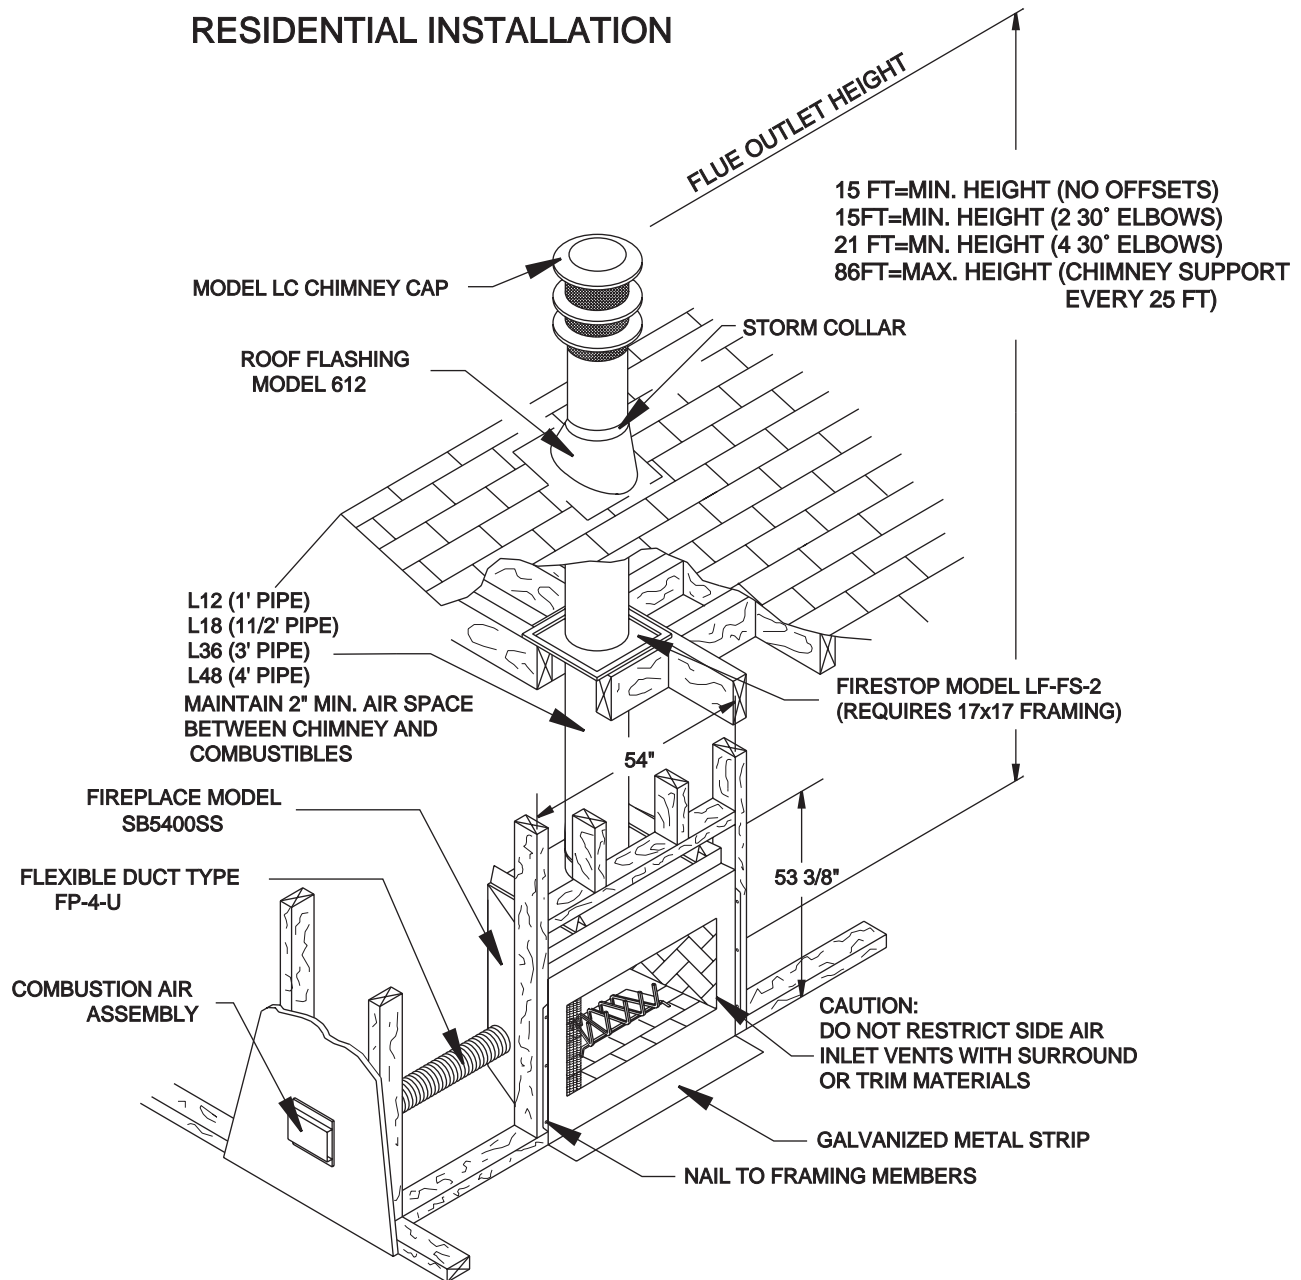 RESIDENTIAL INSTALLATION
FLUE OUTLET HEIGHT
15 FT=MIN. HEIGHT (NO OFFSETS)
15FT=MIN. HEIGHT (2 30° ELBOWS)
21 FT=MN. HEIGHT (4 30° ELBOWS)
86FT=MAX. HEIGHT (CHIMNEY SUPPORT
EVERY 25 FT)
MODEL LC CHIMNEY CAP
STORM COLLAR
ROOF FLASHING
MODEL 612
L12 (1' PIPE)
L18 (11/2' PIPE)
L36 (3' PIPE)
L48 (4' PIPE)
MAINTAIN 2" MIN. AIR SPACE
BETWEEN CHIMNEY AND
COMBUSTIBLES
FIRESTOP MODEL LF-FS-2
(REQUIRES 17x17 FRAMING)
54"
FIREPLACE MODEL
SB5400SS
FLEXIBLE DUCT TYPE
FP-4-U
53 3/8"
COMBUSTION AIR
ASSEMBLY
CAUTION:
DO NOT RESTRICT SIDE AIR
INLET VENTS WITH SURROUND
OR TRIM MATERIALS
GALVANIZED METAL STRIP
NAIL TO FRAMING MEMBERS